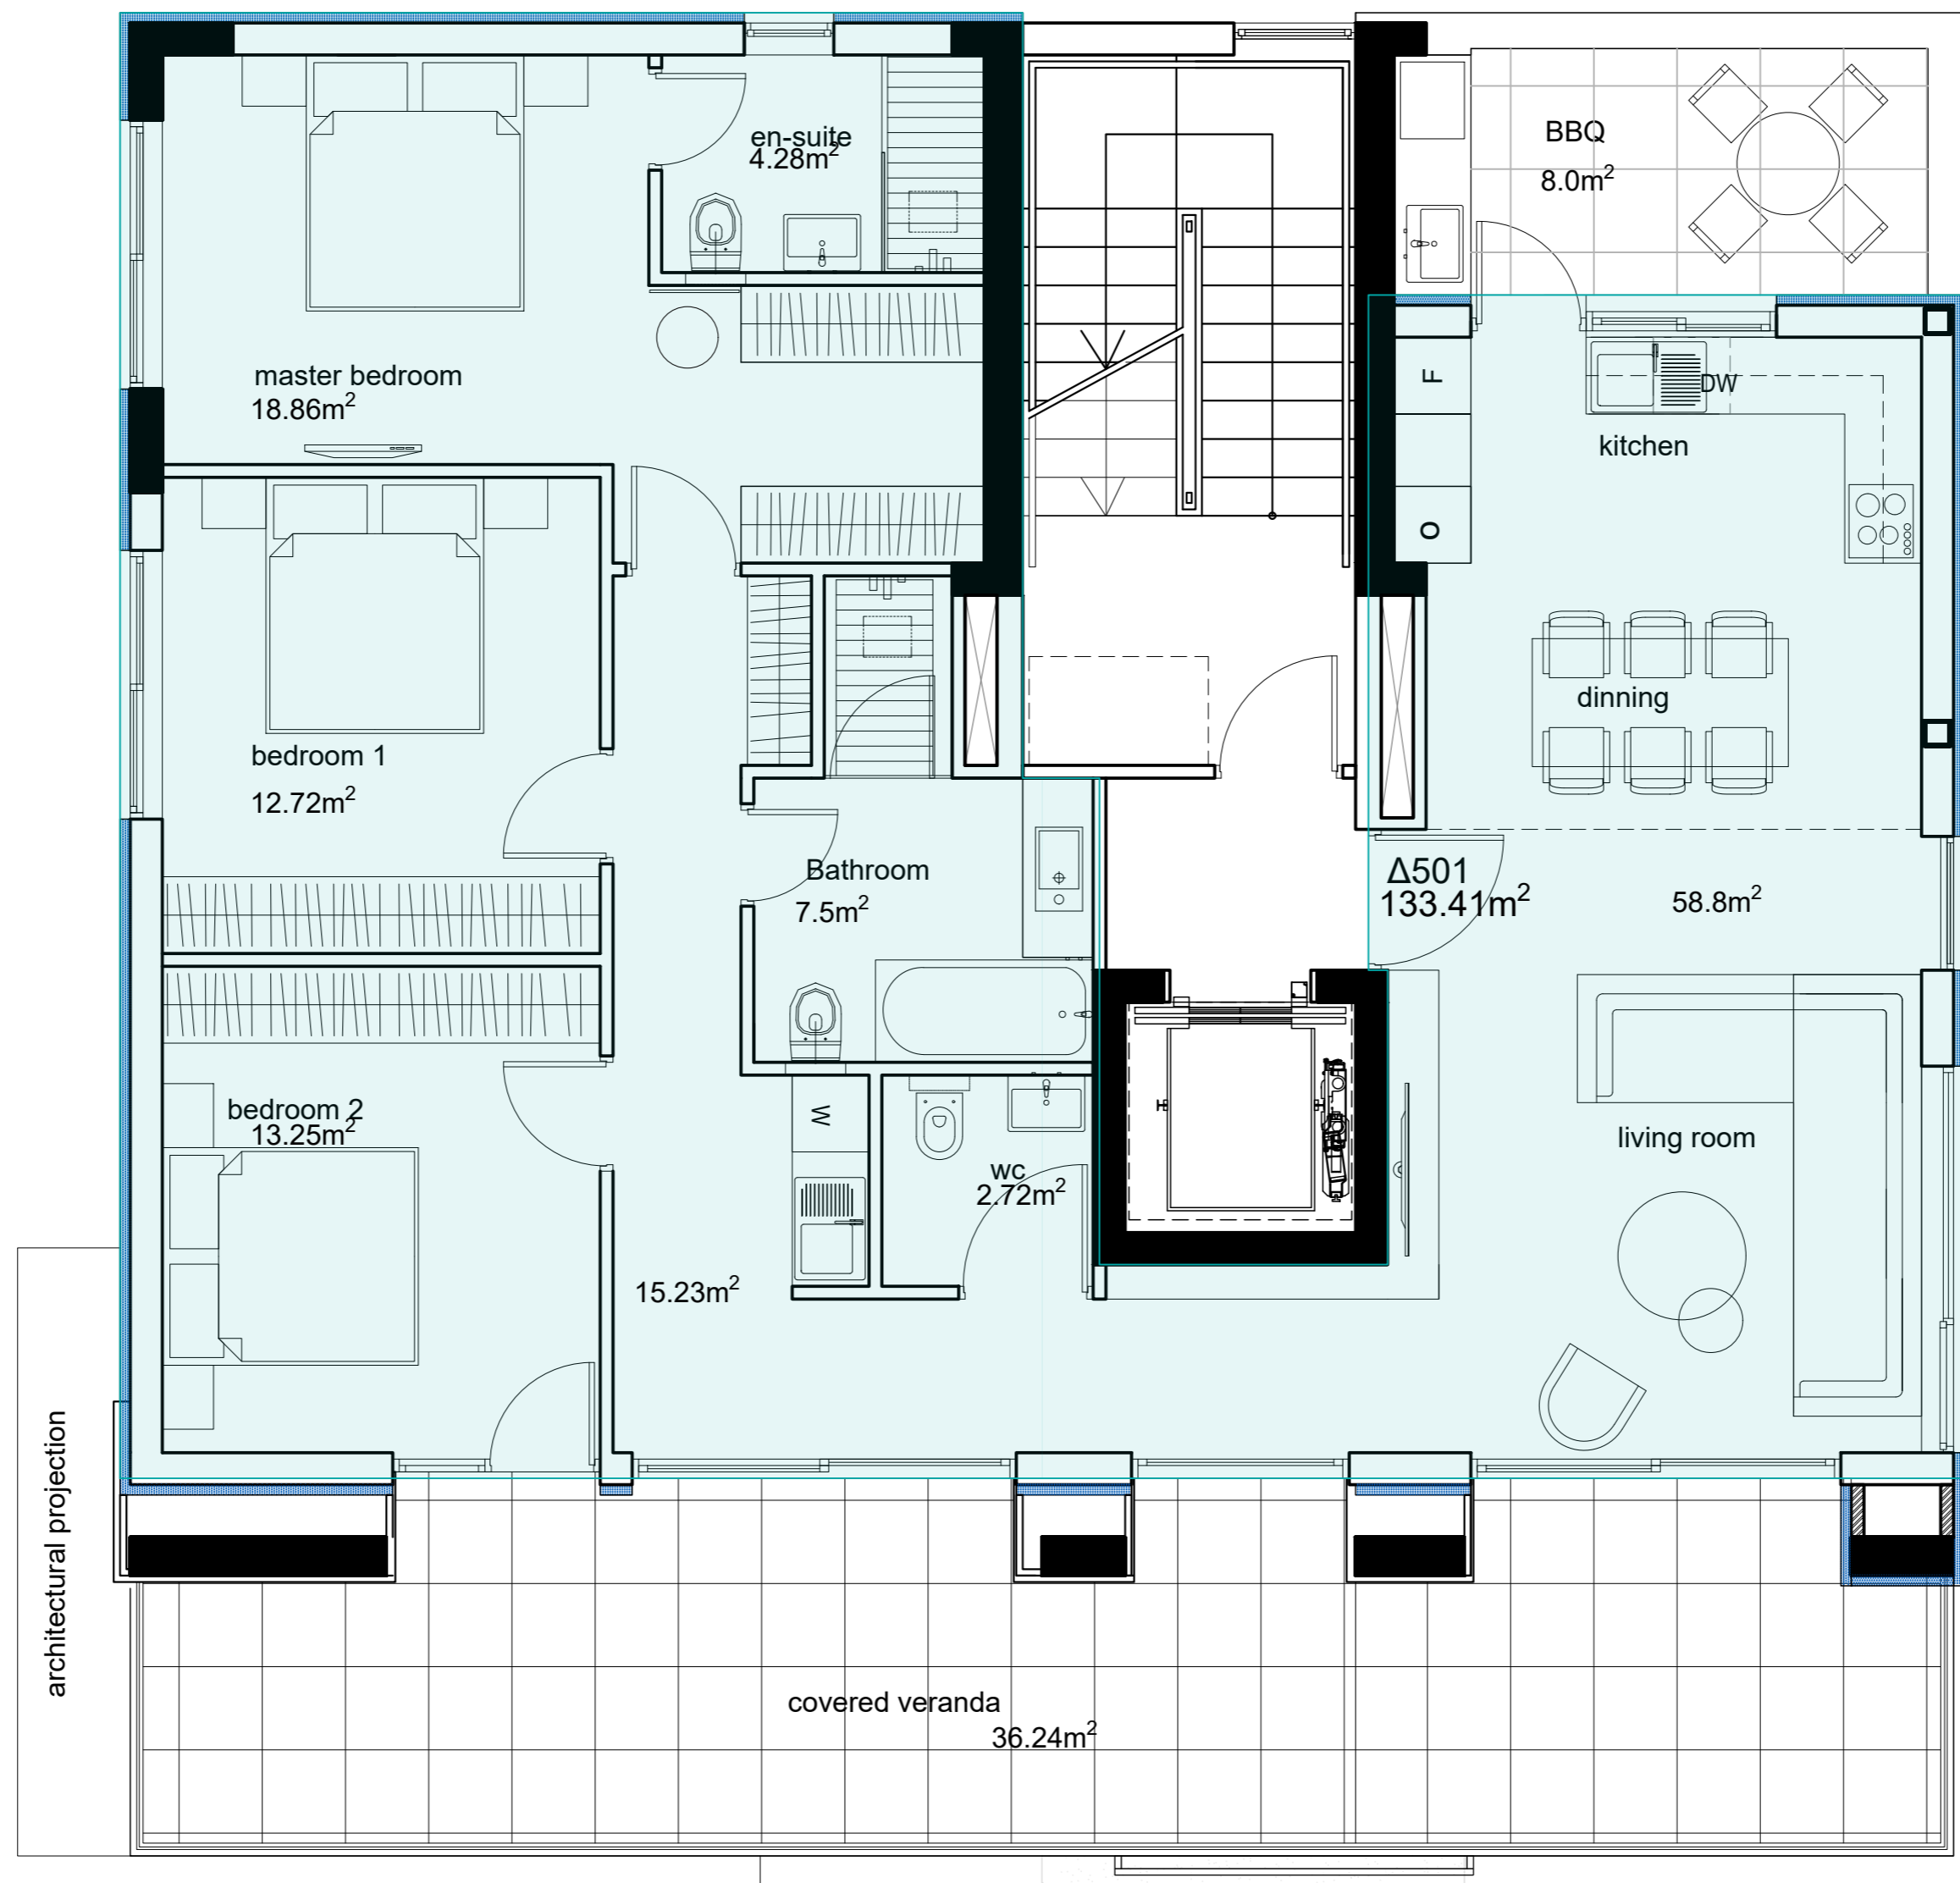 en-suite
4.28m²
BBQ
8.0m²
master bedroom
18.86m²
F
DW
kitchen
O
dinning
bedroom 1
12.72m²
Bathroom
7.5m²
Δ501
133.41m²
58.8m²
bedroom 2
13.25m²
W
wc
2.72m²
living room
15.23m²
architectural projection
covered veranda
36.24m²